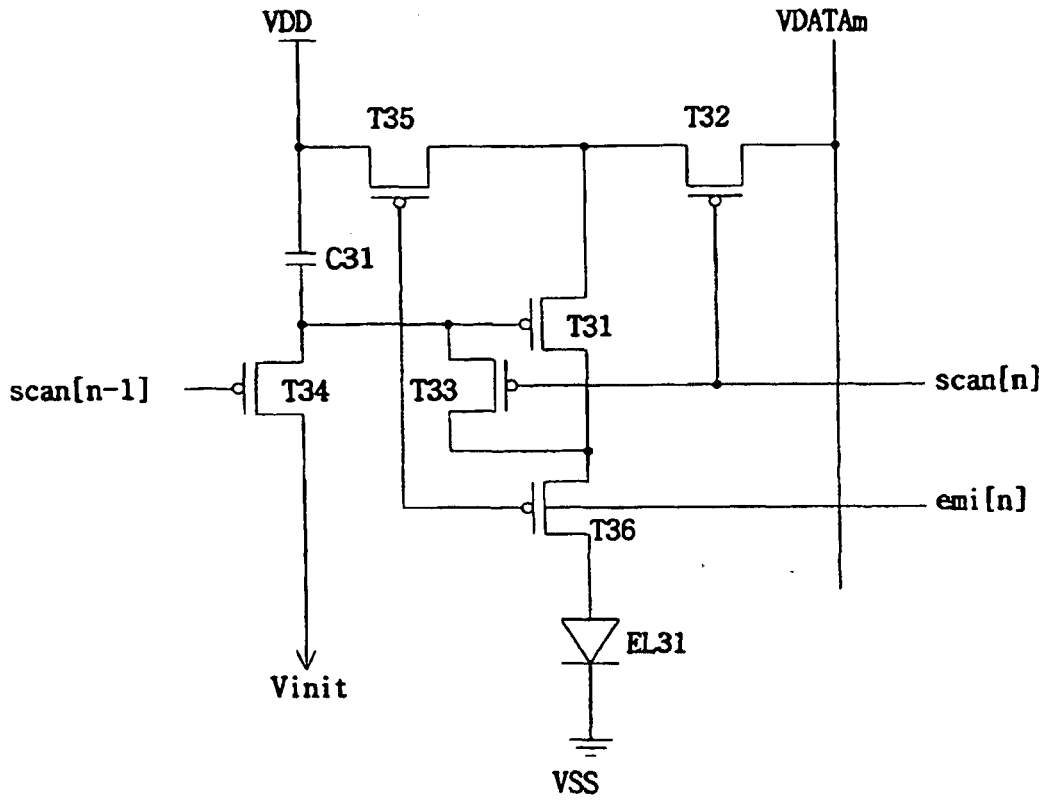 VDD
VDATAm
T35
T32
C31
T31
scan[n-1]
T34
T33
scan[n]
emi[n]
T36
EL31
Vinit
VSS